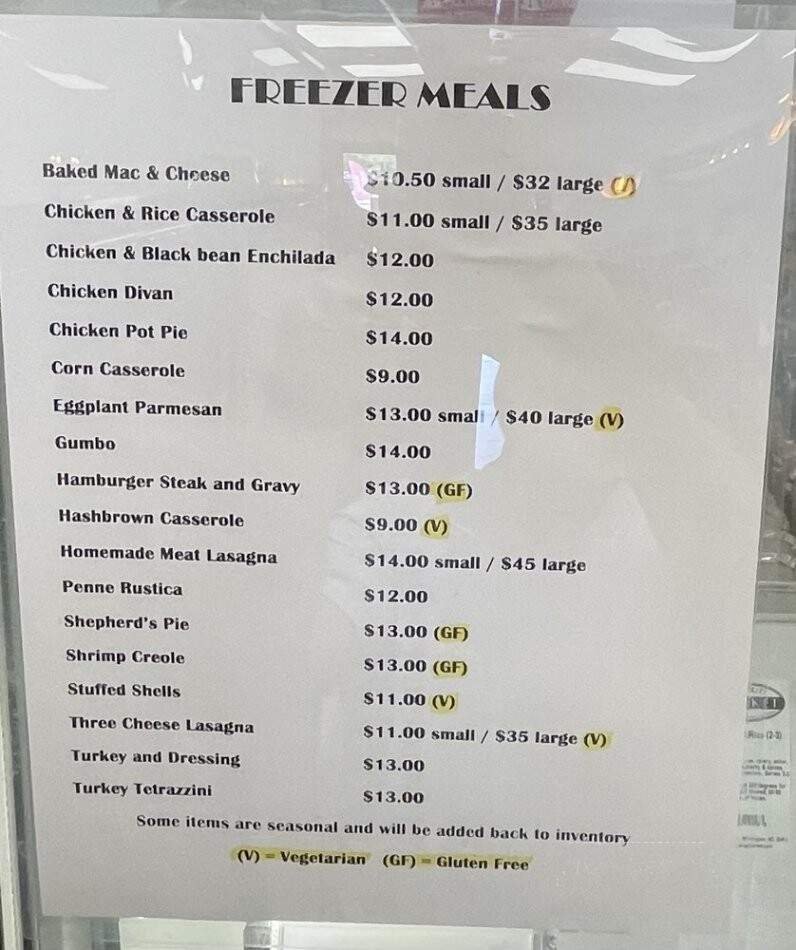 FREEZER MEALS
Baked Mac & Cheese $10.50 small / $32 large (V)
Chicken & Rice Casserole $11.00 small / $35 large
Chicken & Black bean Enchilada $12.00
Chicken Divan $12.00
Chicken Pot Pie $14.00
Corn Casserole $9.00
Eggplant Parmesan $13.00 small / $40 large (V)
Gumbo $14.00
Hamburger Steak and Gravy $13.00 (GF)
Hashbrown Casserole $9.00 (V)
Homemade Meat Lasagna $14.00 small / $45 large
Penne Rustica $12.00
Shepherd's Pie $13.00 (GF)
Shrimp Creole $13.00 (GF)
Stuffed Shells $11.00 (V)
Three Cheese Lasagna $11.00 small / $35 large (V)
Turkey and Dressing $13.00
Turkey Tetrazzini $13.00
Some items are seasonal and will be added back to inventory
(V) = Vegetarian (GF) = Gluten Free